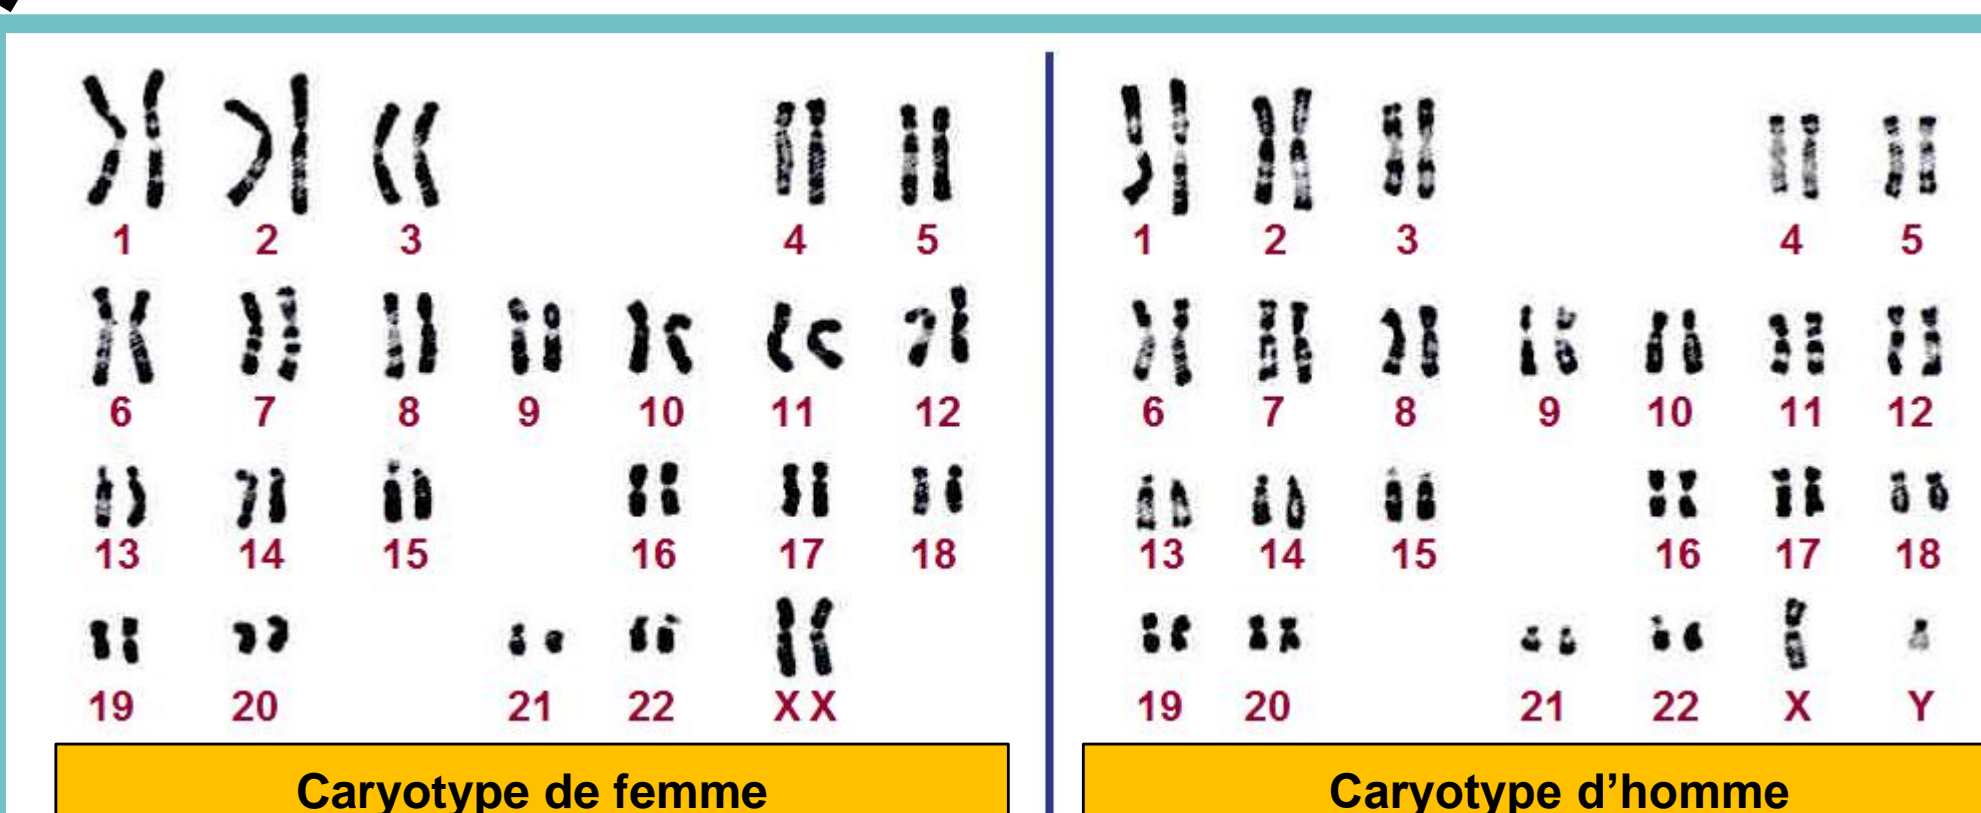 1 2 3 4 5
6 7 8 9 10 11 12
13 14 15 16 17 18
19 20 21 22 X X
Caryotype de femme
1 2 3 4 5
6 7 8 9 10 11 12
13 14 15 16 17 18
19 20 21 22 X Y
Caryotype d’homme